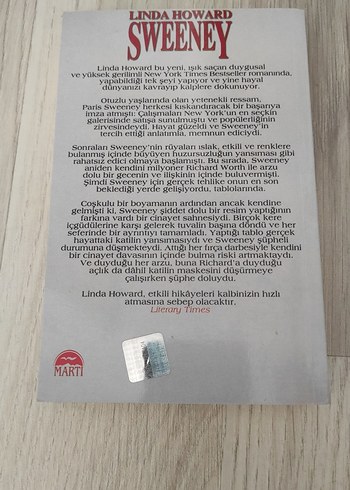 LINDA HOWARD
SWEENEY
Linda Howard bu yeni, ışık saçan duygusal
ve yüksek gerilimli New York Times Bestseller romanında,
yapabildiği tek şeyi yapıyor ve yine hayal
dünyanızı kavrayıp kalplere dokunuyor.
Otuzlu yaşlarında olan yetenekli ressam,
Paris Sweeney herkesi kıskandıracak bir başarıya
imza atmıştı: Çalışmaları New York'un en seçkin
galerisinde satışa sunulmuştu ve popülerliğinin
zirvesindeydi. Hayat güzeldi ve Sweeney'in
tercih ettiği anlatımla, memnun ediciydi.
Sonraları Sweeney'nin rüyaları ıslak, etkili ve renklere
bulanmış içinde büyüyen huzursuzluğun yansıması gibi
rahatsız edici olmaya başlamıştı. Bu sırada, Sweeney
aniden kendini milyoner Richard Worth ile arzu
dolu bir gecenin ve ilişkinin içinde buluvermişti.
Şimdi Sweeney için gerçek tehlike onun en son
beklediği yerde gelişiyordu, tablolarında.
Coşkulu bir boyamanın ardından ancak kendine
gelmişti ki, Sweeney şiddet dolu bir resim yaptığının
farkına vardı bir cinayet sahnesiydi. Birçok kere
içgüdülerine karşı gelerek tuvalin başına döndü ve her
seferinde bir ayrıntıyı tamamladı. Yaptığı tablo gerçek
hayattaki katilin yansımasıydı ve Sweeney şüpheli
durumuna düşmekteydi. Attığı her fırça darbesiyle kendini
bir cinayet davasının içinde bulma riski artmaktaydı.
Ve duyduğu her arzu, buna Richard'a duyduğu
açlık da dâhil katilin maskesini düşürmeye
çalışırken şüphe doluydu.
Linda Howard, etkili hikâyeleri kalbinizin hızlı
atmasına sebep olacaktır.
Literary Times
MARTI